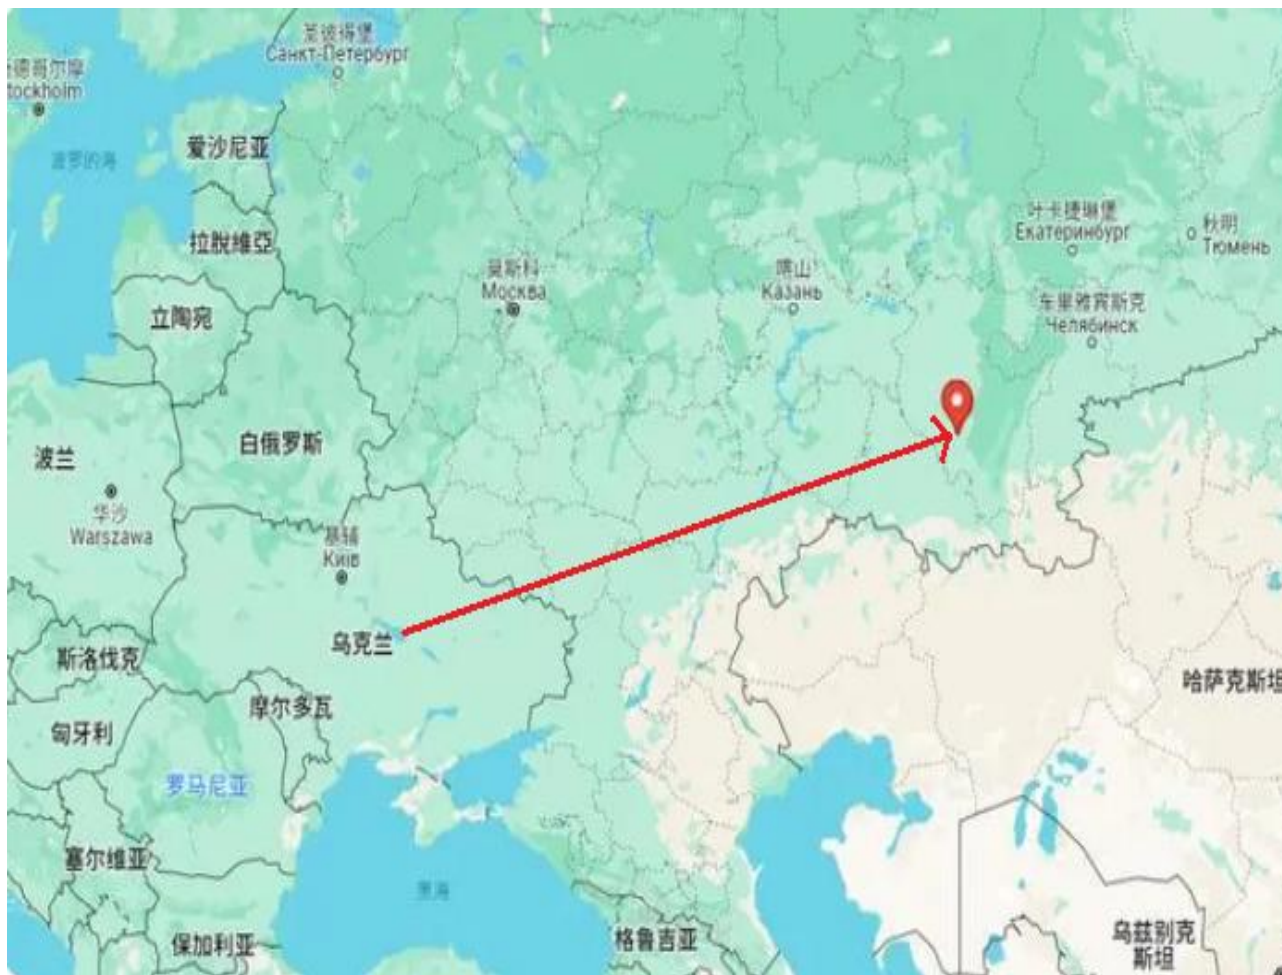 圣彼得堡
Санкт-Петербург
德哥尔摩
tockholm
爱沙尼亚
波罗的海
叶卡捷琳堡
Екатеринбург
秋明
Тюмень
拉脫維亞
莫斯科
Москва
喀山
Казань
车里雅宾斯克
Челябинск
立陶宛
白俄罗斯
波兰
华沙
Warszawa
基辅
Київ
乌克兰
斯洛伐克
哈萨克斯坦
摩尔多瓦
匈牙利
罗马尼亚
塞尔维亚
黑海
保加利亚
格鲁吉亚
乌兹别克
斯坦